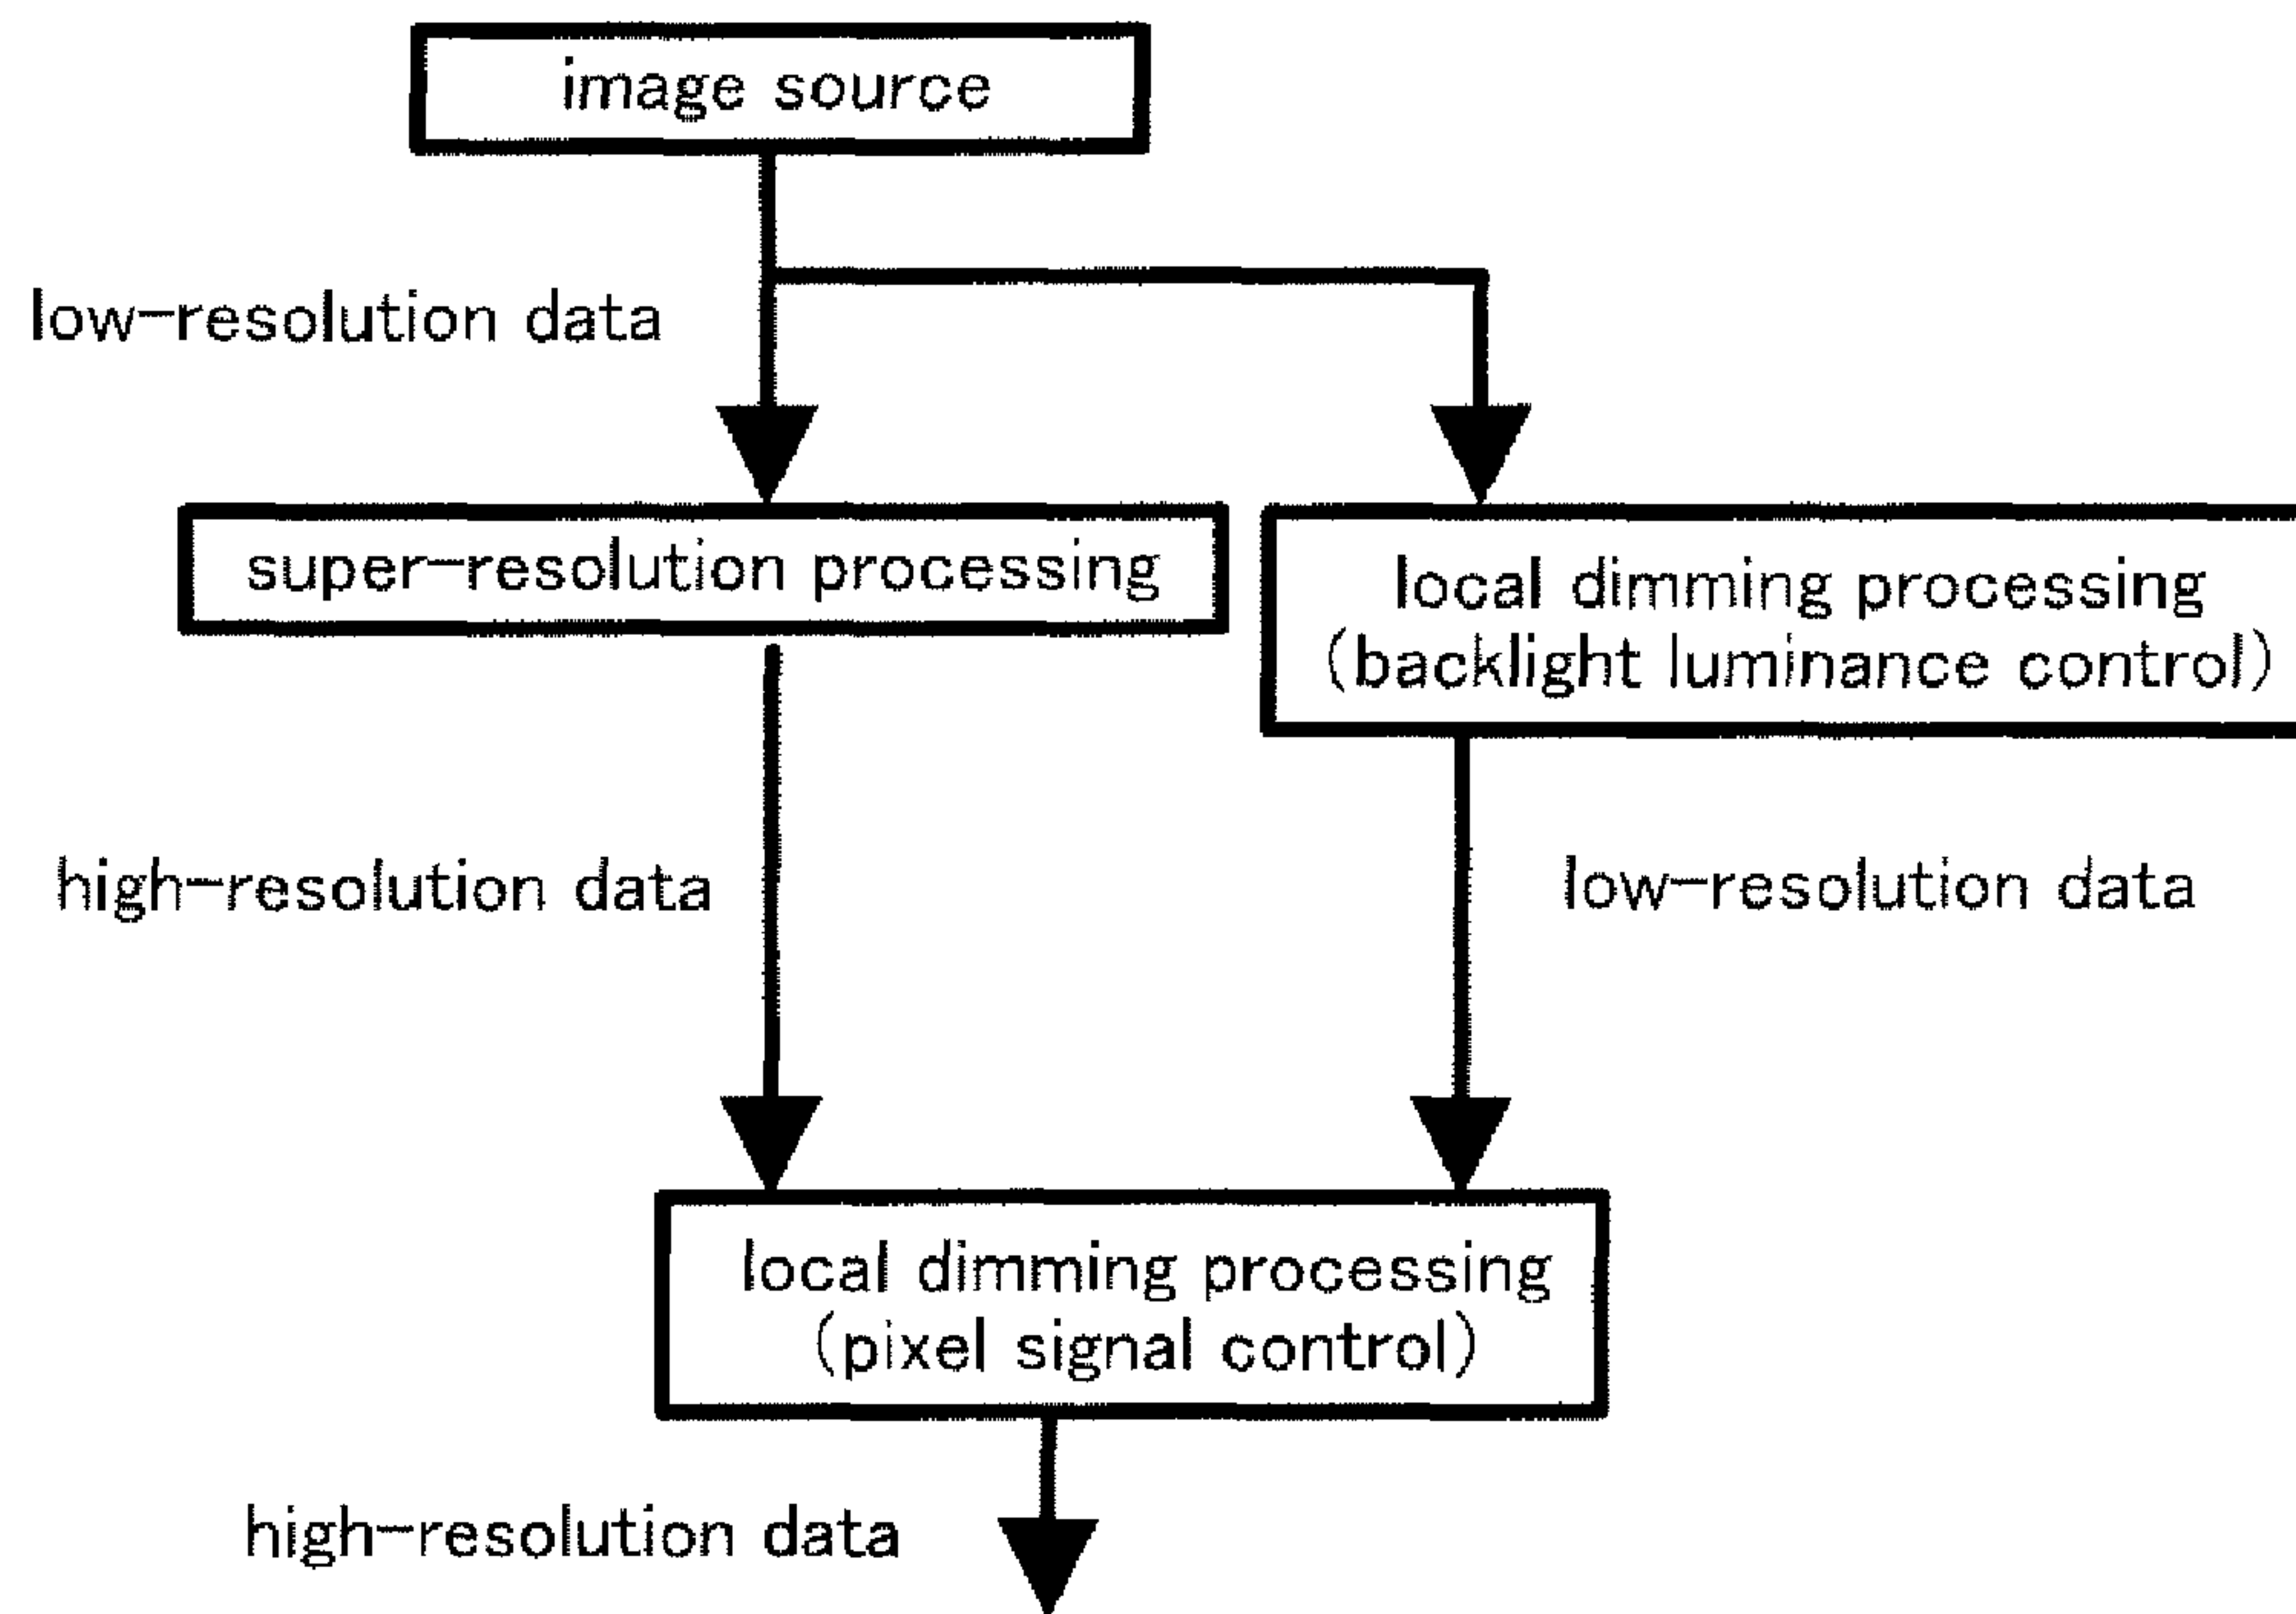 image source
low-resolution data
super-resolution processing
local dimming processing
(backlight luminance control)
high-resolution data
low-resolution data
local dimming processing
(pixel signal control)
high-resolution data